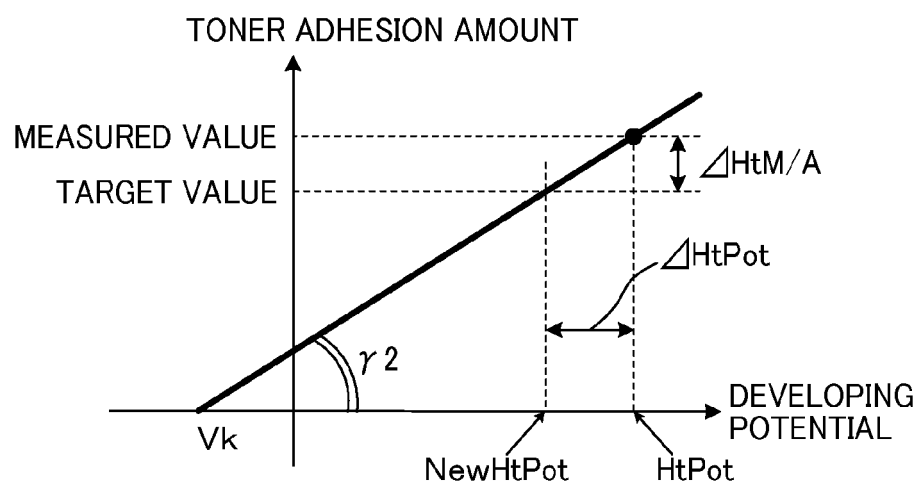 TONER ADHESION AMOUNT
MEASURED VALUE
⊿HtM/A
TARGET VALUE
⊿HtPot
γ2
DEVELOPING
POTENTIAL
Vk
NewHtPot
HtPot